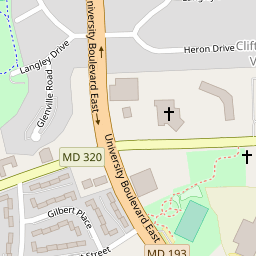 Langley Drive
University Boulevard East
Heron Drive
Clif
V
Glenville Road
MD 320
University Boulevard East
Gilbert Place
Street
MD 193